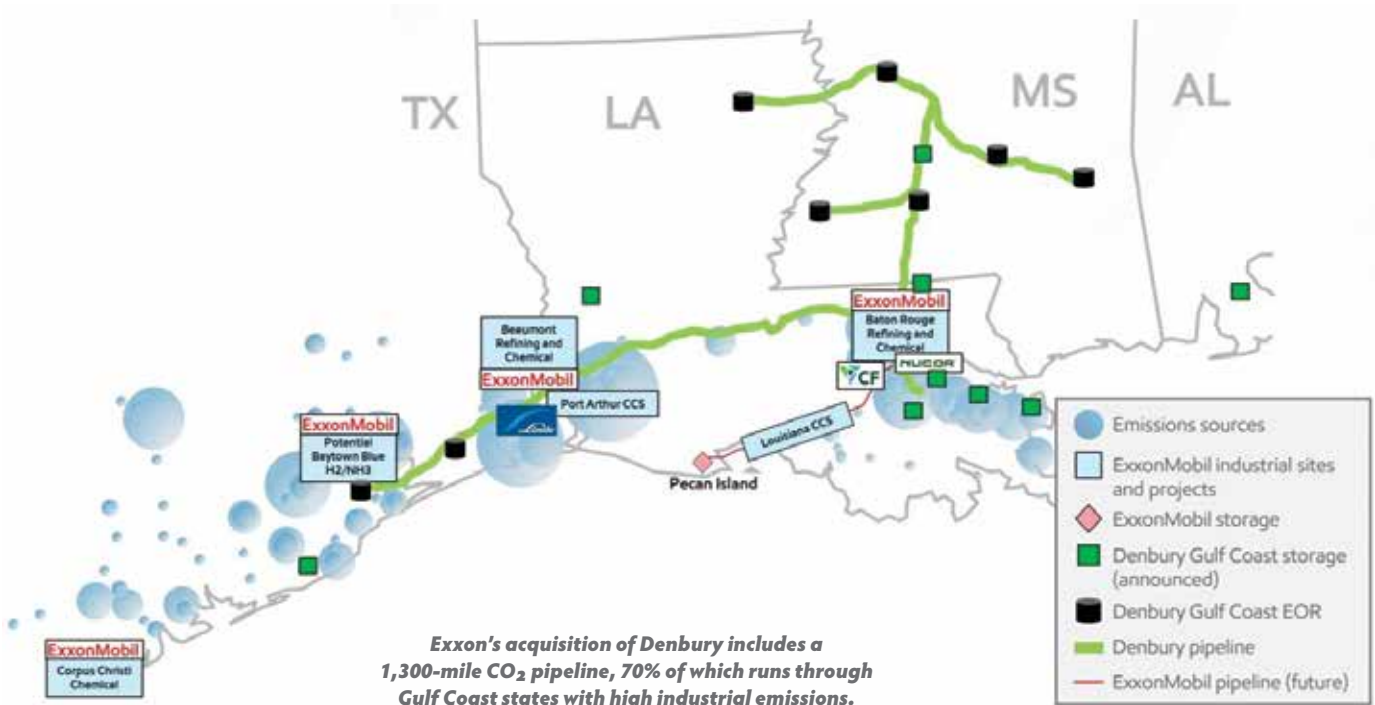 TX
LA
MS
AL
ExxonMobil
Baton Rouge
Refining and
Chemical
NUCOR
CF
Beaumont
Refining and
Chemical
ExxonMobil
Port Arthur CCS
Linde
ExxonMobil
Potential
Baytown Blue
H2/NH3
Louisiana CCS
Pecan Island
ExxonMobil
Corpus Christi
Chemical
Emissions sources
ExxonMobil industrial sites
and projects
ExxonMobil storage
Denbury Gulf Coast storage
(announced)
Denbury Gulf Coast EOR
Denbury pipeline
ExxonMobil pipeline (future)
Exxon's acquisition of Denbury includes a
1,300-mile CO₂ pipeline, 70% of which runs through
Gulf Coast states with high industrial emissions.